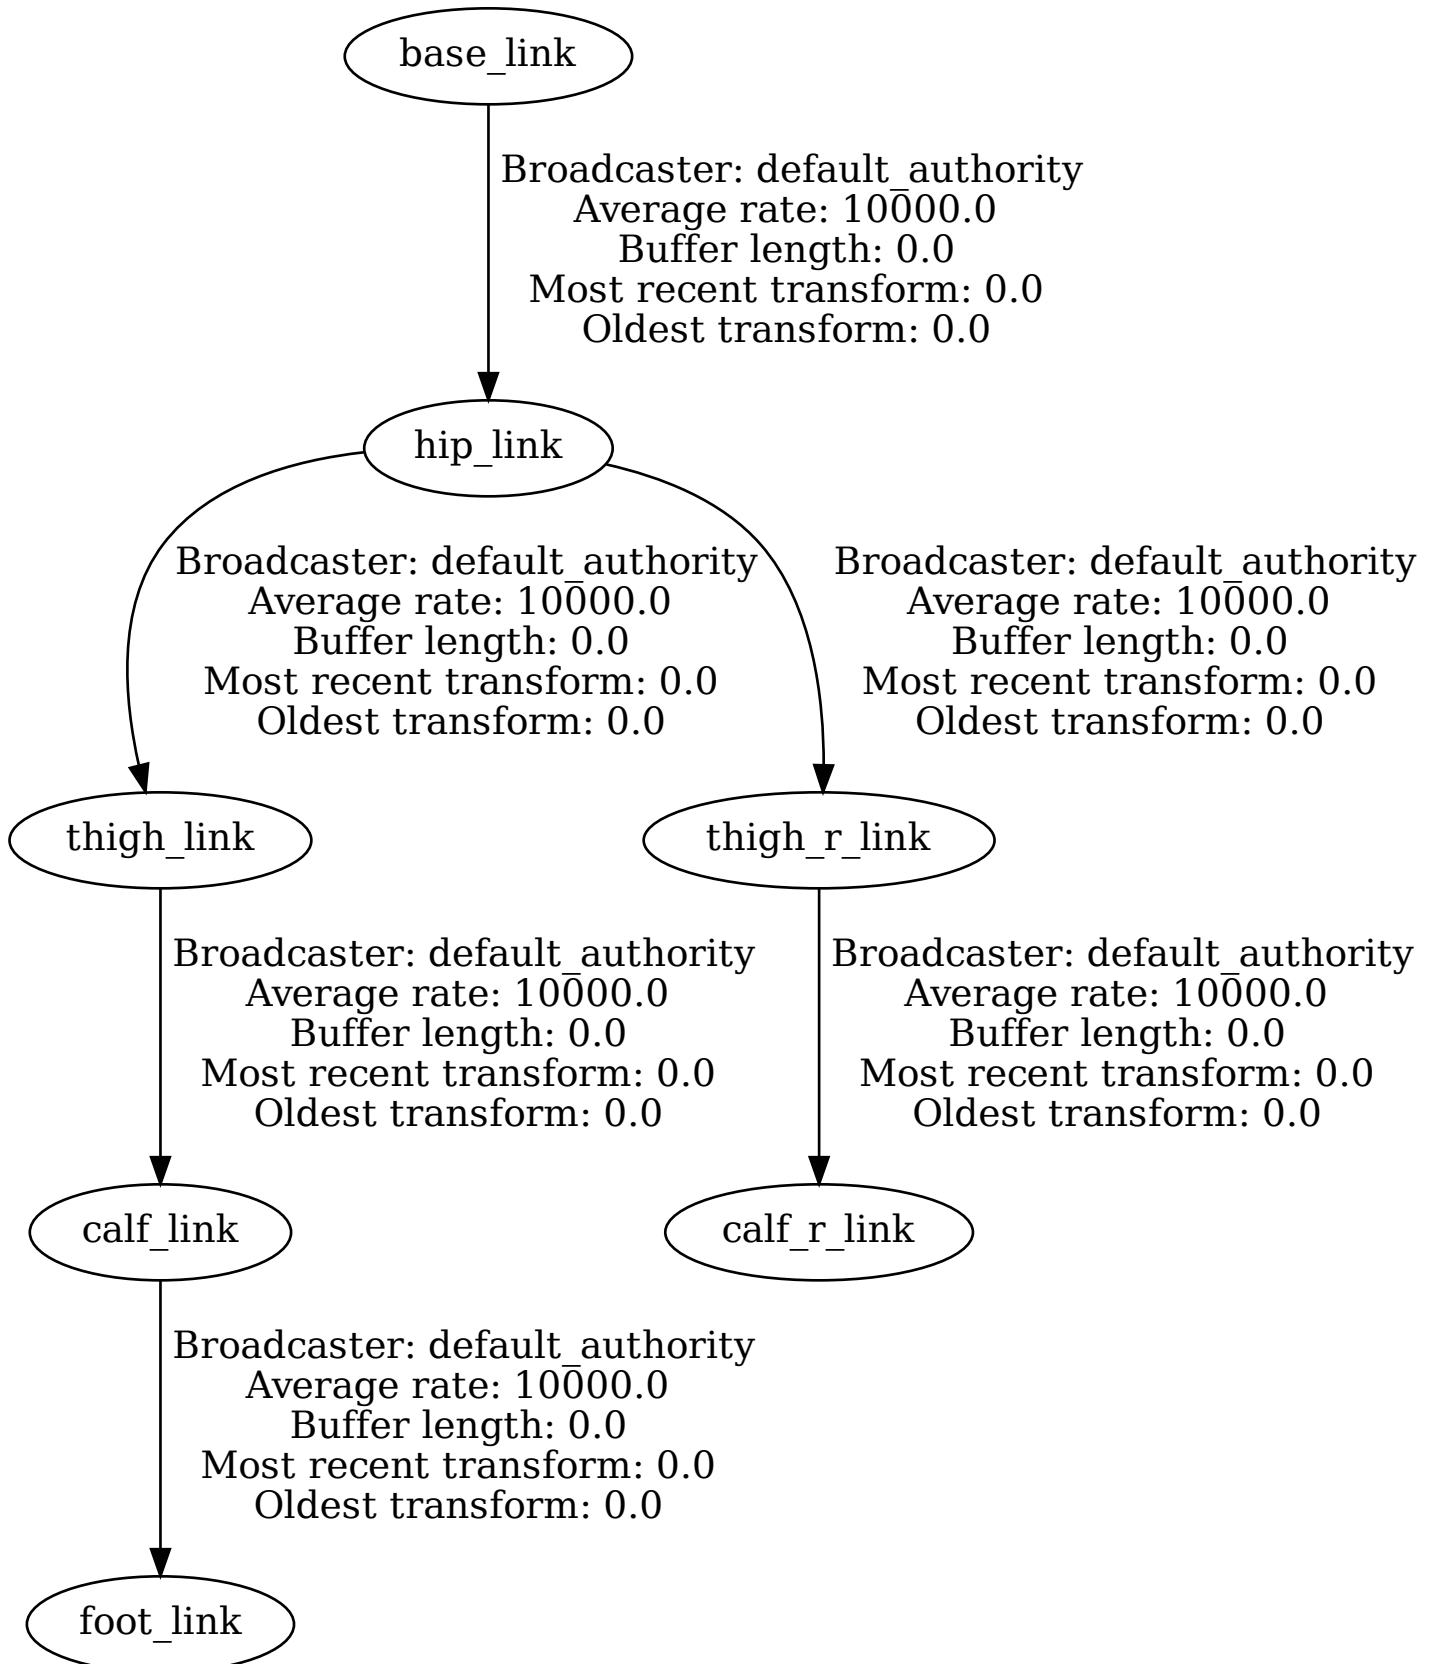 base_link
Broadcaster: default_authority
Average rate: 10000.0
Buffer length: 0.0
Most recent transform: 0.0
Oldest transform: 0.0
hip_link
Broadcaster: default_authority
Average rate: 10000.0
Buffer length: 0.0
Most recent transform: 0.0
Oldest transform: 0.0
Broadcaster: default_authority
Average rate: 10000.0
Buffer length: 0.0
Most recent transform: 0.0
Oldest transform: 0.0
thigh_link
thigh_r_link
Broadcaster: default_authority
Average rate: 10000.0
Buffer length: 0.0
Most recent transform: 0.0
Oldest transform: 0.0
Broadcaster: default_authority
Average rate: 10000.0
Buffer length: 0.0
Most recent transform: 0.0
Oldest transform: 0.0
calf_link
calf_r_link
Broadcaster: default_authority
Average rate: 10000.0
Buffer length: 0.0
Most recent transform: 0.0
Oldest transform: 0.0
foot_link